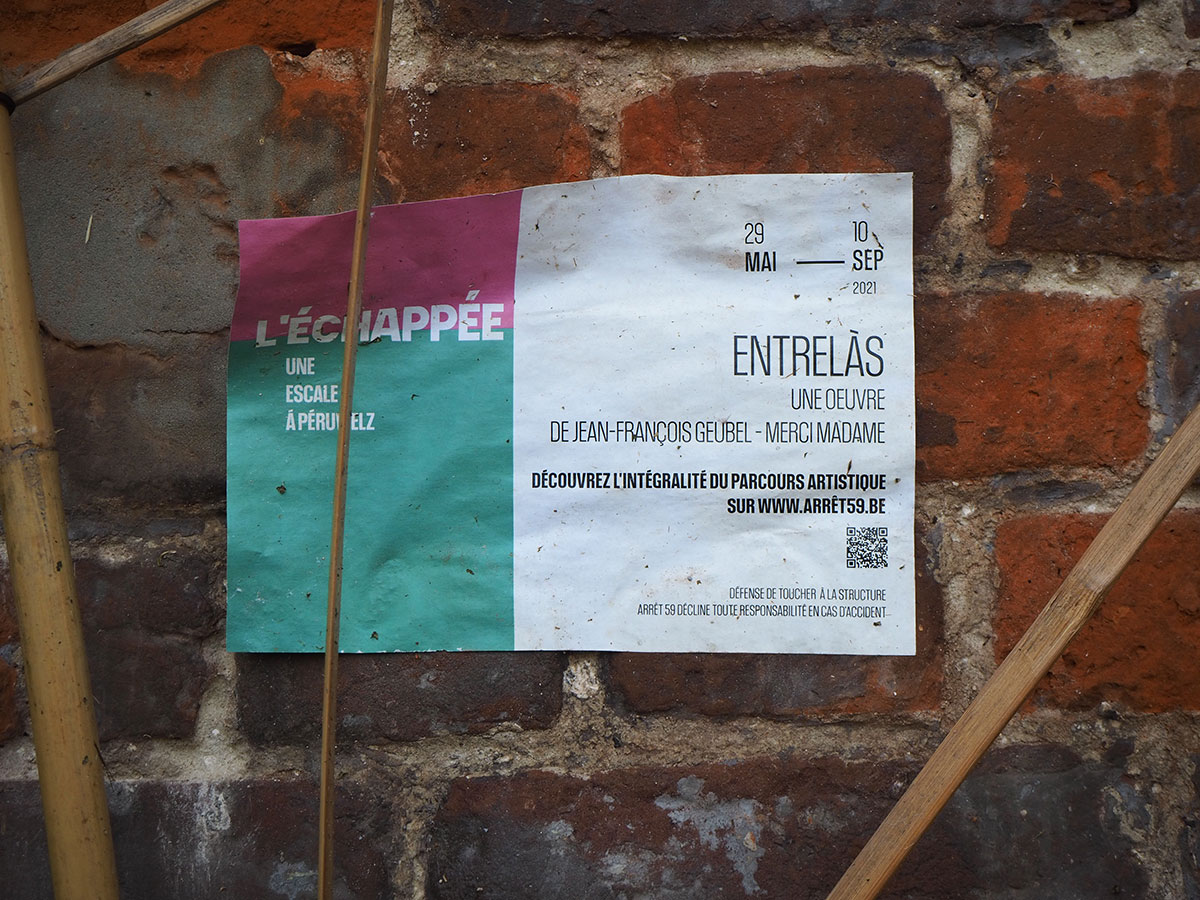 L'ÉCHAPPÉE
UNE
ESCALE
Á PÉRUWELZ
29 10
MAI — SEP
2021
ENTRELÀS
UNE OEUVRE
DE JEAN-FRANÇOIS GEUBEL - MERCI MADAME
DÉCOUVREZ L'INTÉGRALITÉ DU PARCOURS ARTISTIQUE
SUR WWW.ARRÊT59.BE
DÉFENSE DE TOUCHER À LA STRUCTURE
ARRÊT 59 DÉCLINE TOUTE RESPONSABILITÉ EN CAS D'ACCIDENT